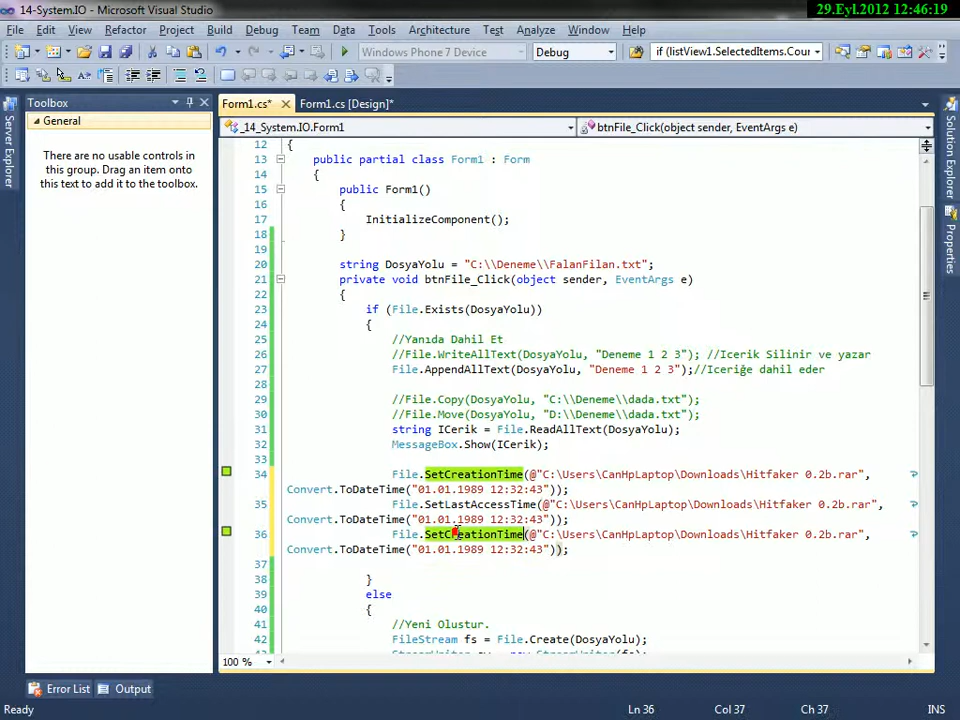 29.Eyl.2012 12:46:19
14-System.IO - Microsoft Visual Studio
File Edit View Refactor Project Build Debug Team Data Tools Architecture Test Analyze Window Help
Windows Phone 7 Device Debug if (listView1.SelectedItems.Cour
Toolbox
General
There are no usable controls in
this group. Drag an item onto
this text to add it to the toolbox.
Server Explorer
Solution Explorer
Properties
Form1.cs* Form1.cs [Design]*
_14_System.IO.Form1 btnFile_Click(object sender, EventArgs e)
12 {
13 public partial class Form1 : Form
14 {
15 public Form1()
16 {
17 InitializeComponent();
18 }
19
20 string DosyaYolu = "C:\\Deneme\\FalanFilan.txt";
21 private void btnFile_Click(object sender, EventArgs e)
22 {
23 if (File.Exists(DosyaYolu))
24 {
25 //Yanıda Dahil Et
26 //File.WriteAllText(DosyaYolu, "Deneme 1 2 3"); //Icerik Silinir ve yazar
27 File.AppendAllText(DosyaYolu, "Deneme 1 2 3");//Iceriğe dahil eder
28
29 //File.Copy(DosyaYolu, "C:\\Deneme\\dada.txt");
30 //File.Move(DosyaYolu, "D:\\Deneme\\dada.txt");
31 string ICerik = File.ReadAllText(DosyaYolu);
32 MessageBox.Show(ICerik);
33
34 File.SetCreationTime(@"C:\Users\CanHpLaptop\Downloads\Hitfaker 0.2b.rar",
Convert.ToDateTime("01.01.1989 12:32:43"));
35 File.SetLastAccessTime(@"C:\Users\CanHpLaptop\Downloads\Hitfaker 0.2b.rar",
Convert.ToDateTime("01.01.1989 12:32:43"));
36 File.SetCreationTime(@"C:\Users\CanHpLaptop\Downloads\Hitfaker 0.2b.rar",
Convert.ToDateTime("01.01.1989 12:32:43"));
37
38 }
39 else
40 {
41 //Yeni Olustur.
42 FileStream fs = File.Create(DosyaYolu);
100 %
Error List Output
Ready Ln 36 Col 37 Ch 37 INS